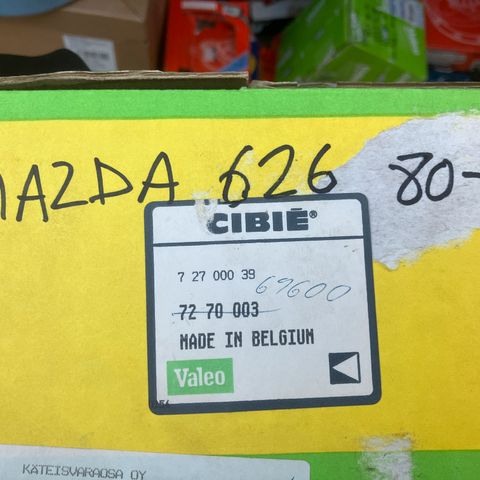 MAZDA 626 80-
CIBIÉ®
7 27 000 39
69600
72 70 003
MADE IN BELGIUM
Valeo
KÄTEISVARAOSA OY